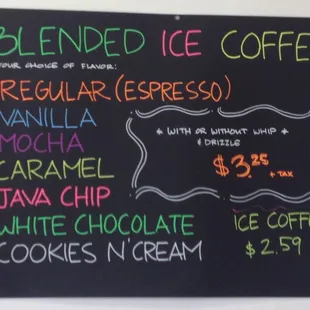 BLENDED ICE COFFE
YOUR CHOICE OF FLAVOR:
REGULAR (ESPRESSO)
VANILLA
MOCHA
CARAMEL
JAVA CHIP
WHITE CHOCOLATE
COOKIES N' CREAM
* WITH OR WITHOUT WHIP *
& DRIZZLE
$3.25 + TAX
ICE COFF
$2.59